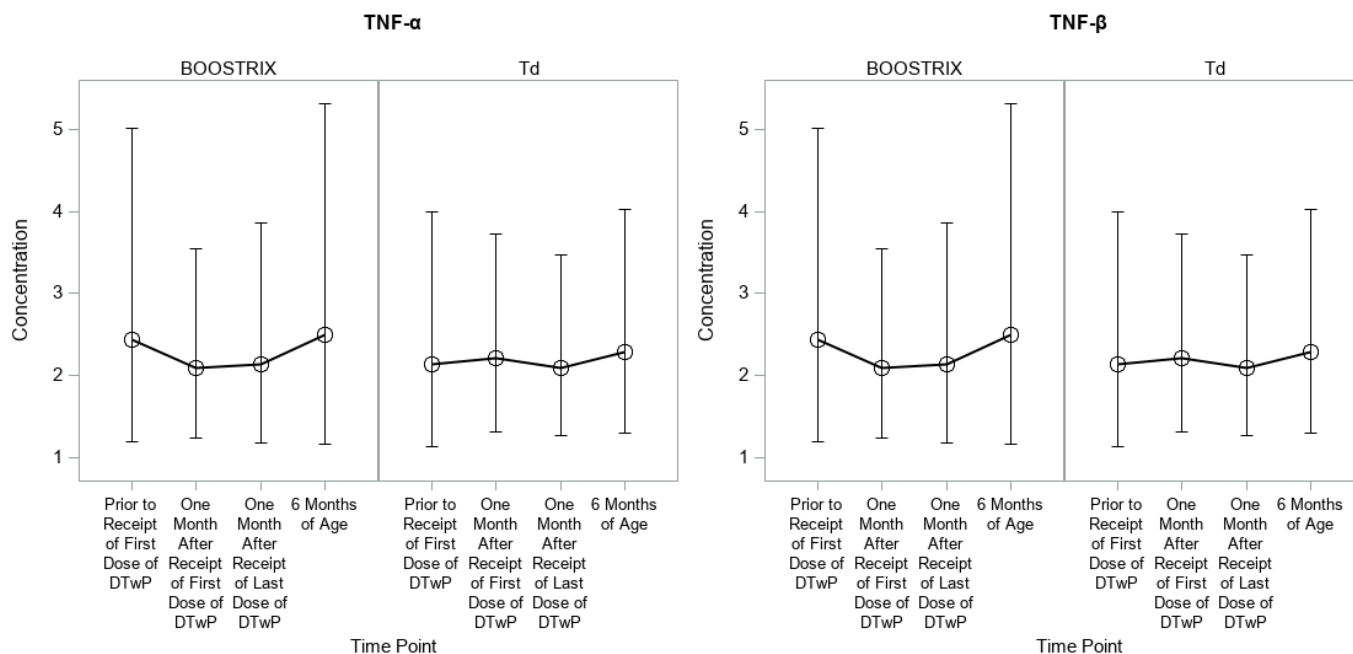 TNF-α
BOOSTRIX
Td
Concentration
5
4
3
2
1
Prior to
Receipt
of First
Dose of
DTwP
One
Month
After
Receipt
of First
Dose of
DTwP
One
Month
After
Receipt
of Last
Dose of
DTwP
6 Months
of Age
Prior to
Receipt
of First
Dose of
DTwP
One
Month
After
Receipt
of First
Dose of
DTwP
One
Month
After
Receipt
of Last
Dose of
DTwP
6 Months
of Age
Time Point
TNF-β
BOOSTRIX
Td
Concentration
5
4
3
2
1
Prior to
Receipt
of First
Dose of
DTwP
One
Month
After
Receipt
of First
Dose of
DTwP
One
Month
After
Receipt
of Last
Dose of
DTwP
6 Months
of Age
Prior to
Receipt
of First
Dose of
DTwP
One
Month
After
Receipt
of First
Dose of
DTwP
One
Month
After
Receipt
of Last
Dose of
DTwP
6 Months
of Age
Time Point